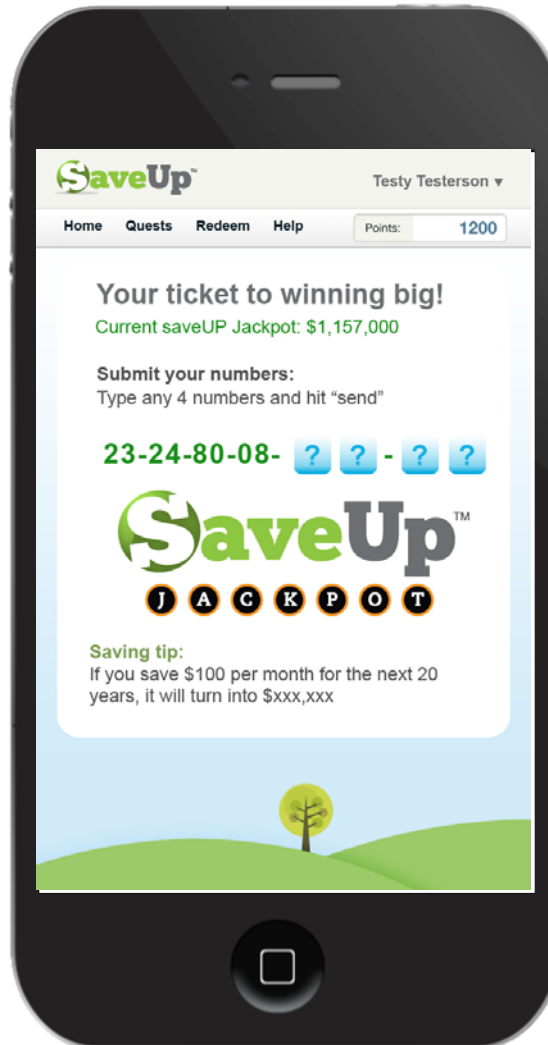 SaveUp™
Testy Testerson ▾
Home Quests Redeem Help Points: 1200
Your ticket to winning big!
Current saveUP Jackpot: $1,157,000
Submit your numbers:
Type any 4 numbers and hit “send”
23-24-80-08- ? ? - ? ?
SaveUp™
JACKPOT
Saving tip:
If you save $100 per month for the next 20
years, it will turn into $xxx,xxx